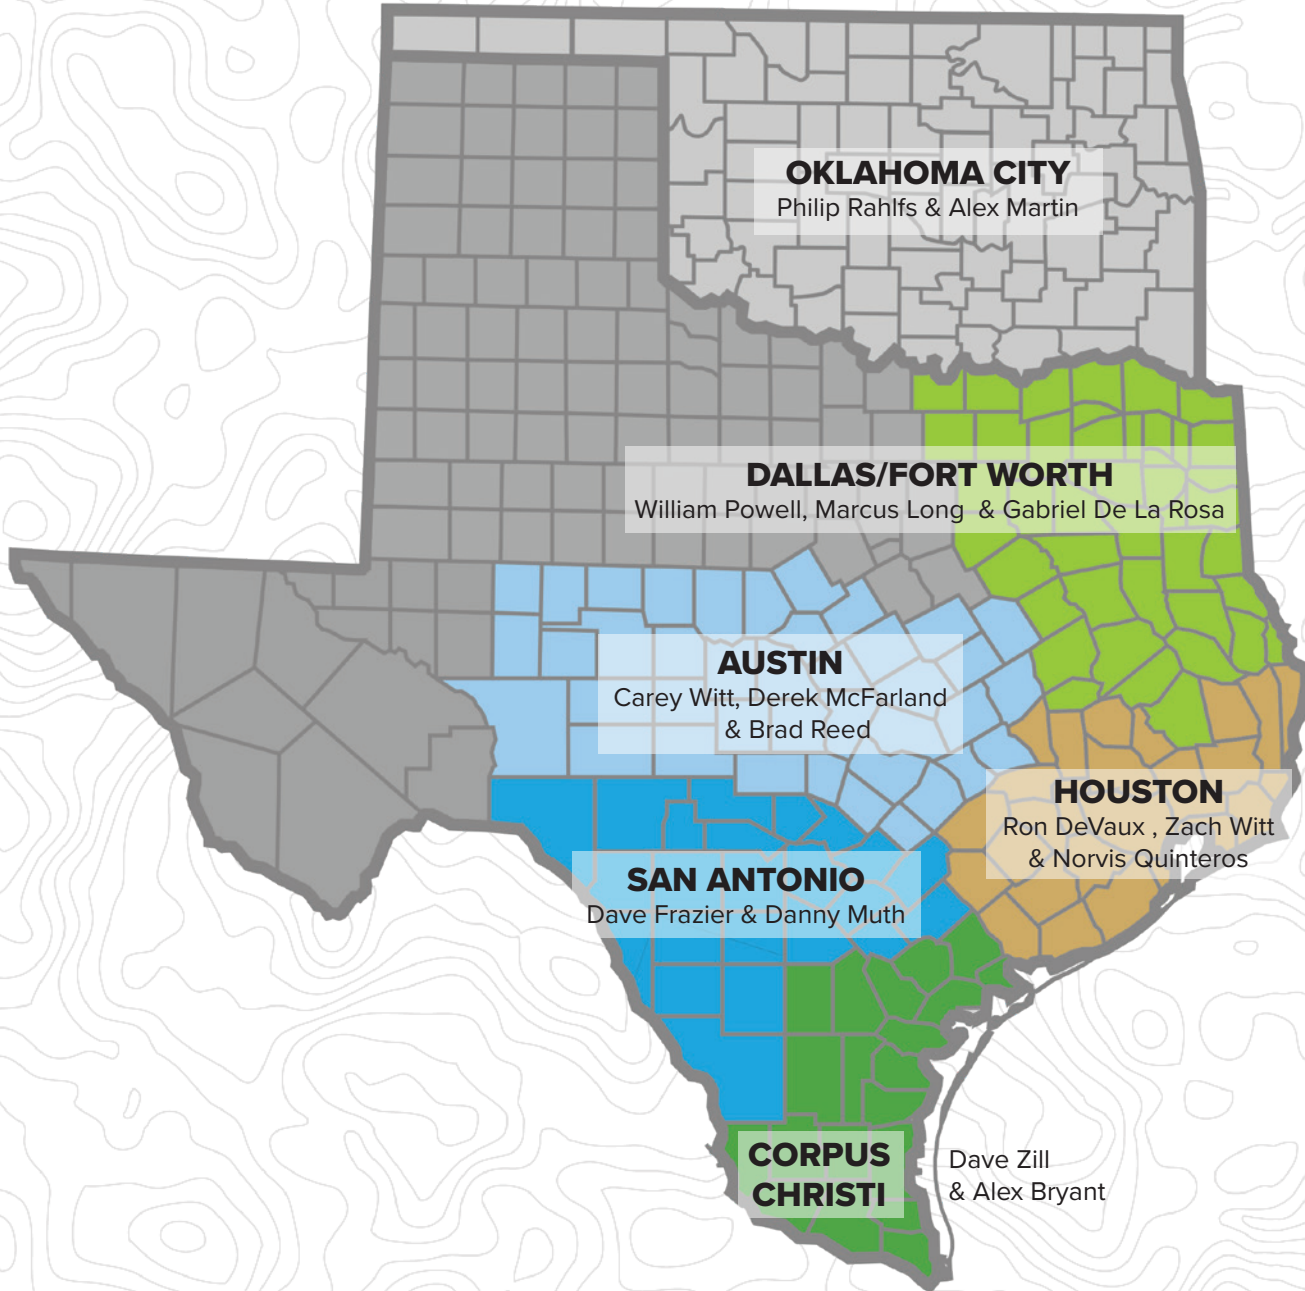 OKLAHOMA CITY
Philip Rahlfs & Alex Martin
DALLAS/FORT WORTH
William Powell, Marcus Long & Gabriel De La Rosa
AUSTIN
Carey Witt, Derek McFarland
& Brad Reed
HOUSTON
Ron DeVaux , Zach Witt
& Norvis Quinteros
SAN ANTONIO
Dave Frazier & Danny Muth
CORPUS
CHRISTI
Dave Zill
& Alex Bryant